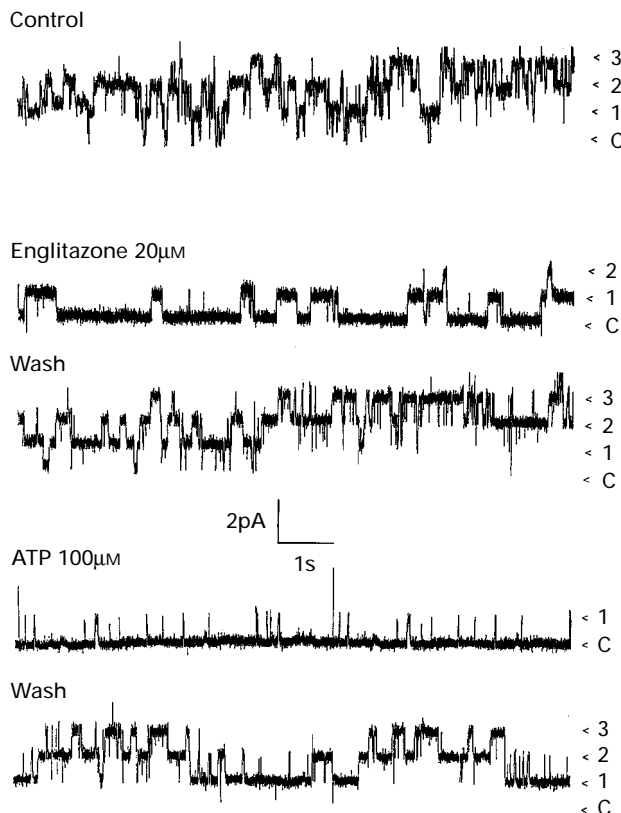 Control
< 3
< 2
< 1
< C
Englitazone 20µM
< 2
< 1
< C
Wash
< 3
< 2
< 1
< C
2pA
1s
ATP 100µM
< 1
< C
Wash
< 3
< 2
< 1
< C